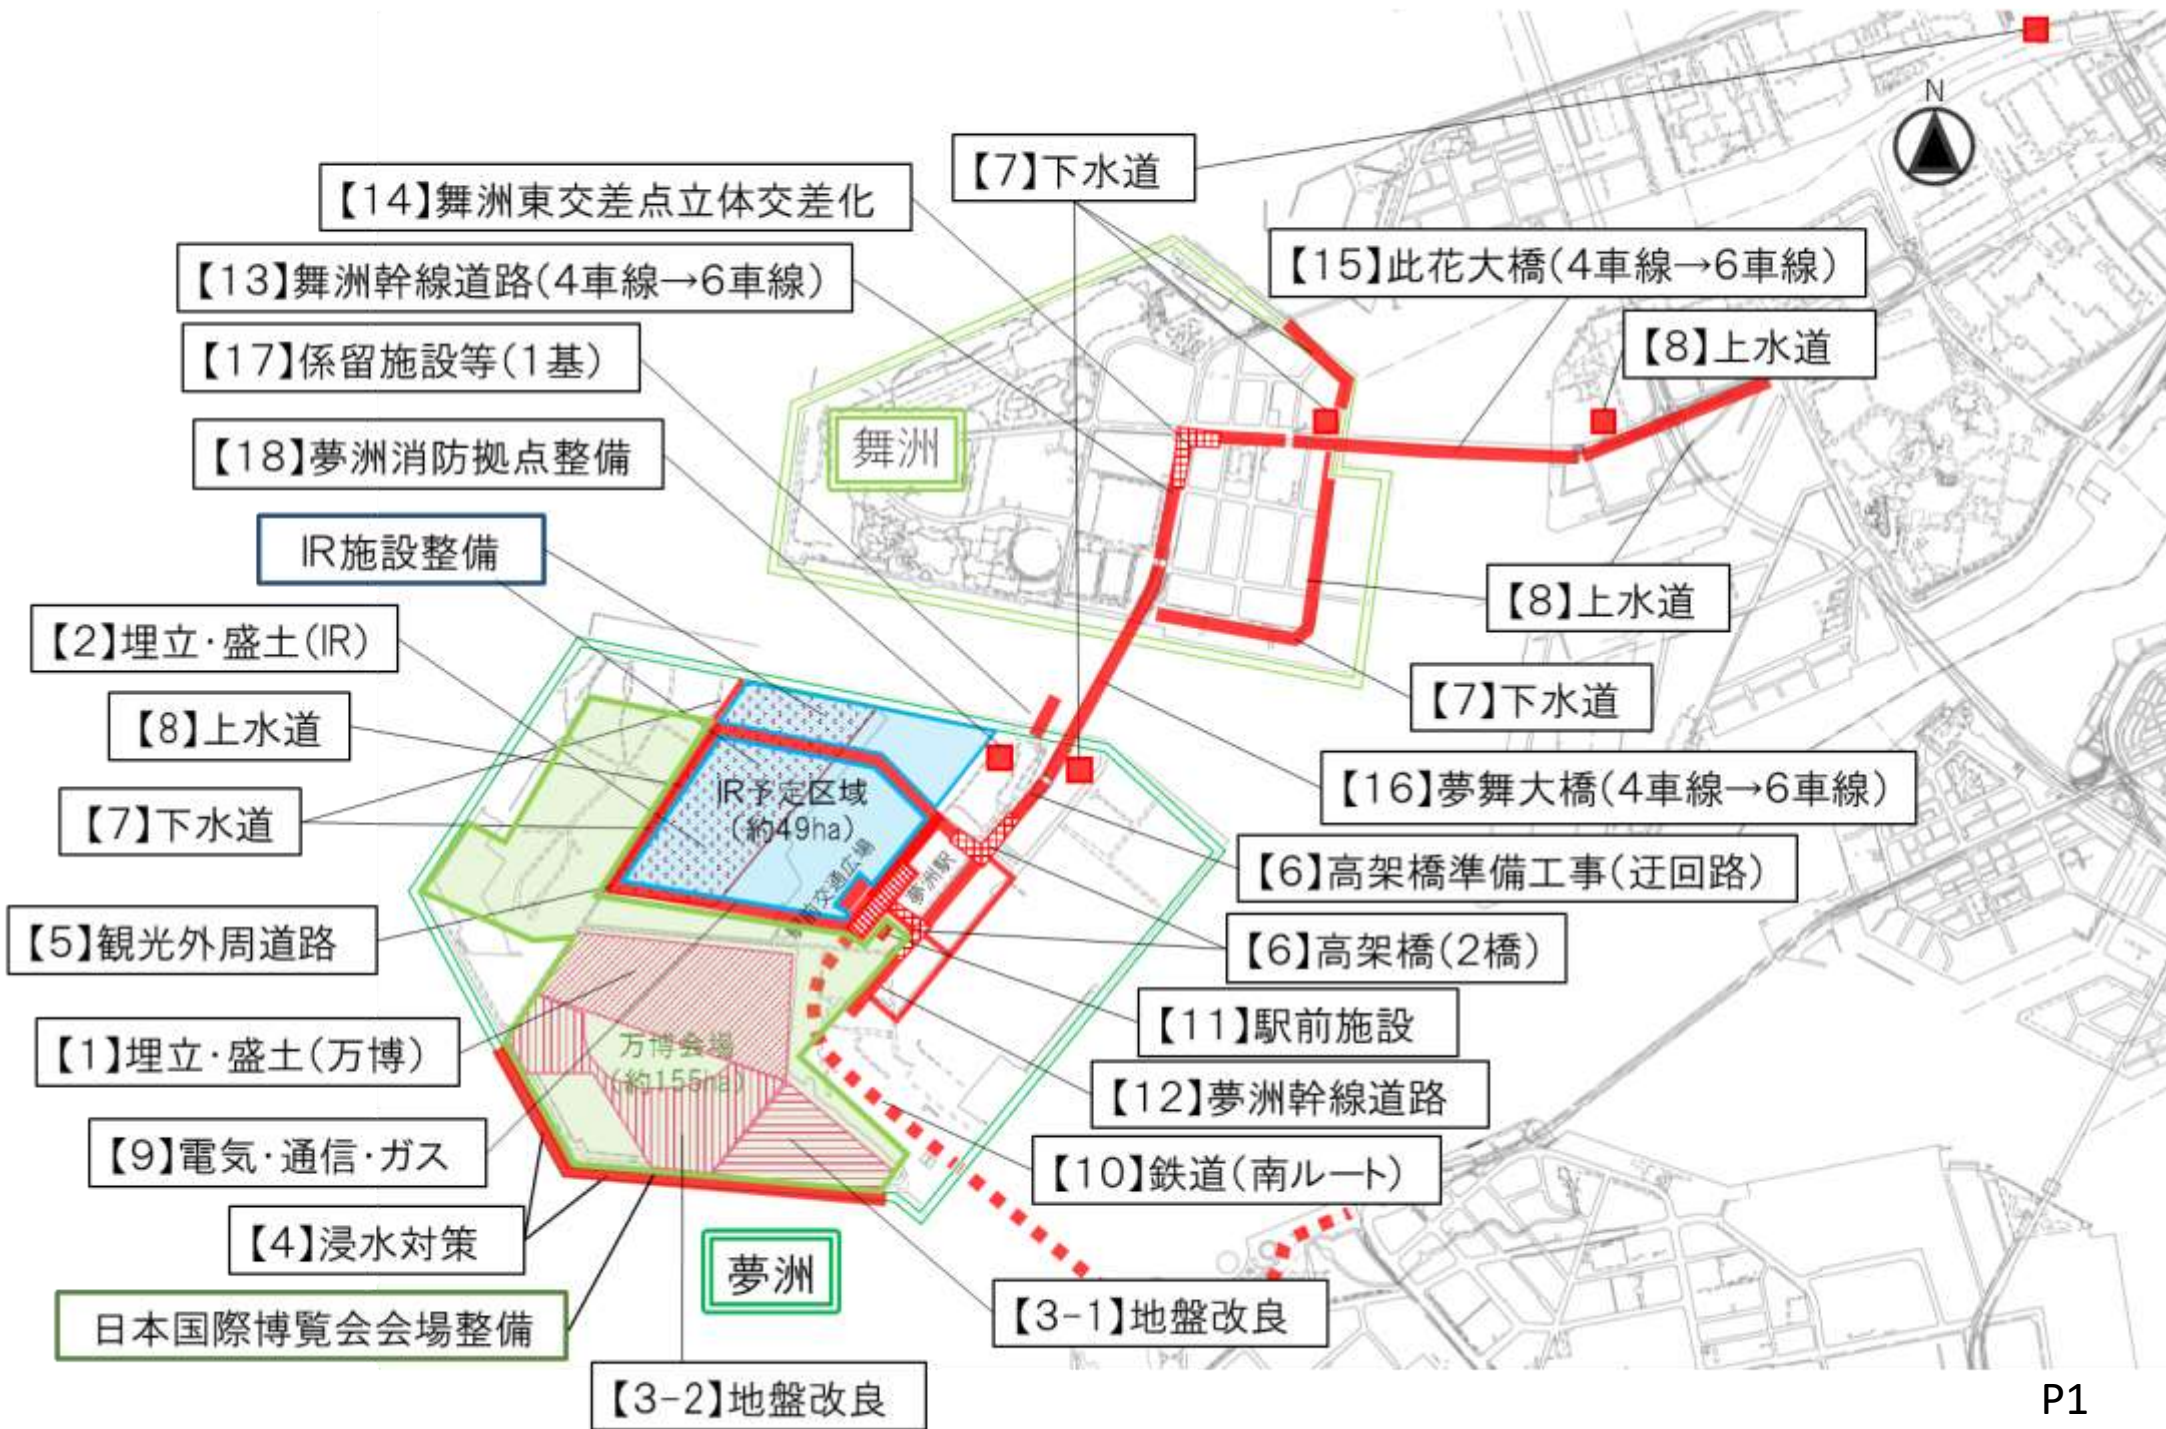 N
【7】下水道
【14】舞洲東交差点立体交差化
【13】舞洲幹線道路(4車線→6車線)
【15】此花大橋(4車線→6車線)
【17】係留施設等(1基)
【8】上水道
舞洲
【18】夢洲消防拠点整備
IR施設整備
【8】上水道
【2】埋立・盛土(IR)
【7】下水道
【8】上水道
【16】夢舞大橋(4車線→6車線)
IR予定区域
(約49ha)
【7】下水道
駅前交通広場
夢洲駅
【6】高架橋準備工事(迂回路)
【5】観光外周道路
【6】高架橋(2橋)
【11】駅前施設
【1】埋立・盛土(万博)
万博会場
(約155ha)
【12】夢洲幹線道路
【9】電気・通信・ガス
【10】鉄道(南ルート)
【4】浸水対策
夢洲
【3-1】地盤改良
日本国際博覧会会場整備
【3-2】地盤改良
P1